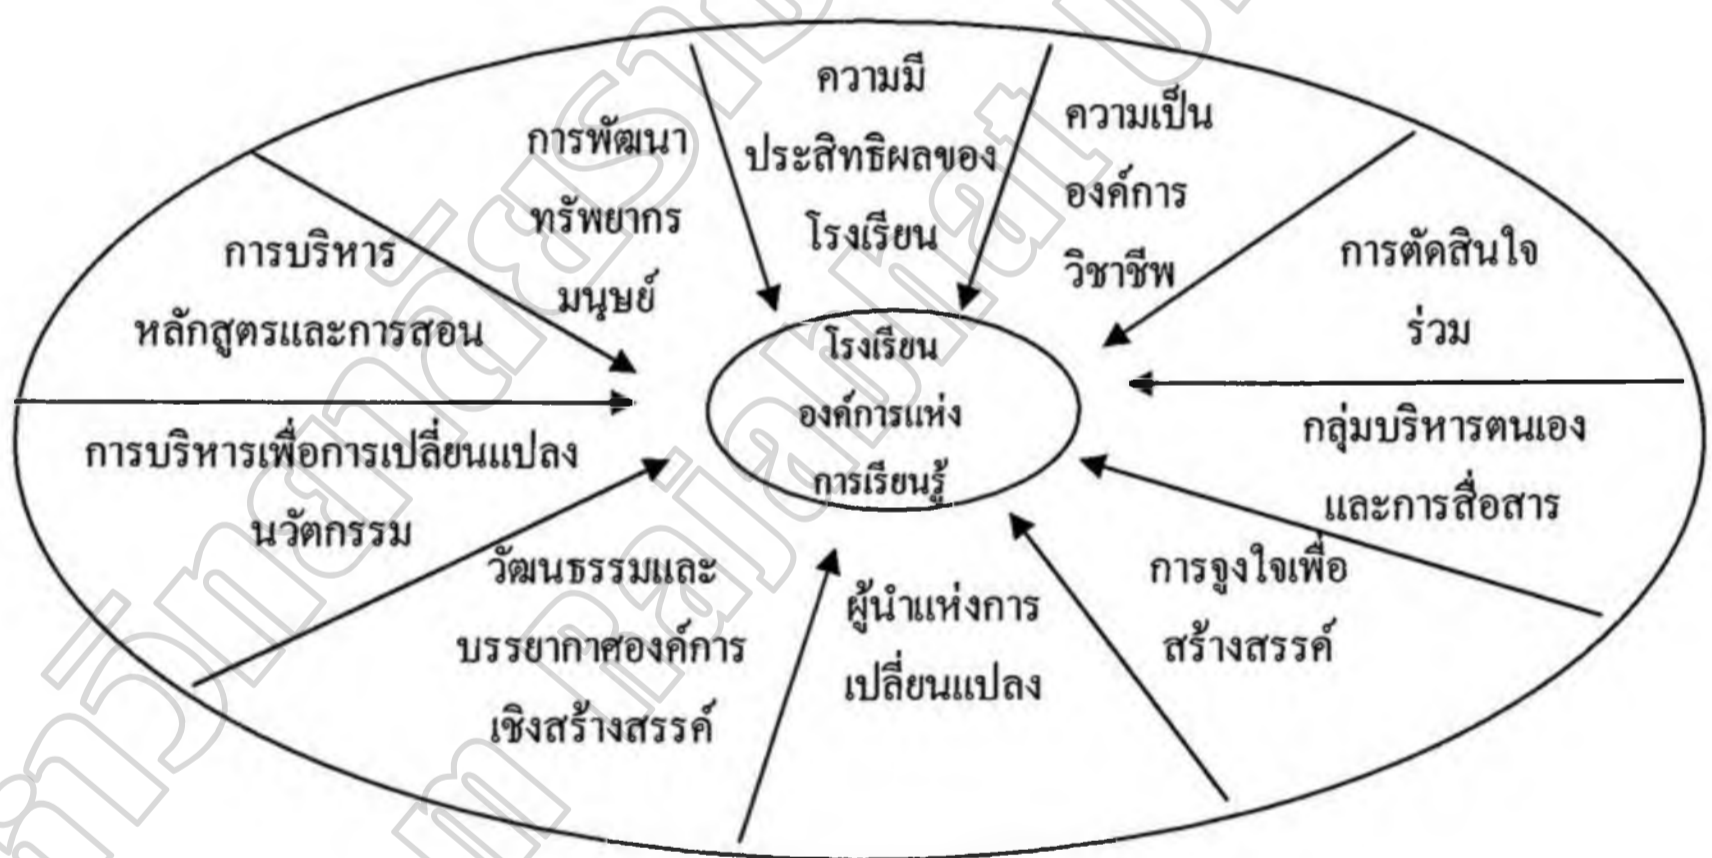 ความมี
ประสิทธิผลของ
โรงเรียน
ความเป็น
องค์การ
วิชาชีพ
การตัดสินใจ
ร่วม
กลุ่มบริหารตนเอง
และการสื่อสาร
การจูงใจเพื่อ
สร้างสรรค์
ผู้นำแห่งการ
เปลี่ยนแปลง
วัฒนธรรมและ
บรรยากาศองค์การ
เชิงสร้างสรรค์
การบริหารเพื่อการเปลี่ยนแปลง
นวัตกรรม
การบริหาร
หลักสูตรและการสอน
การพัฒนา
ทรัพยากร
มนุษย์
โรงเรียน
องค์การแห่ง
การเรียนรู้